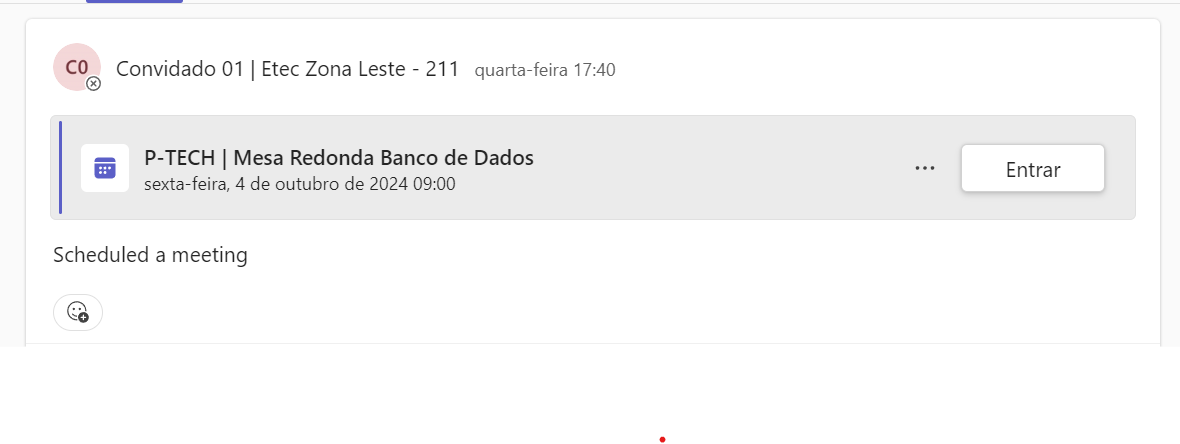 C0 Convidado 01 | Etec Zona Leste - 211 quarta-feira 17:40
P-TECH | Mesa Redonda Banco de Dados
sexta-feira, 4 de outubro de 2024 09:00
Entrar
Scheduled a meeting